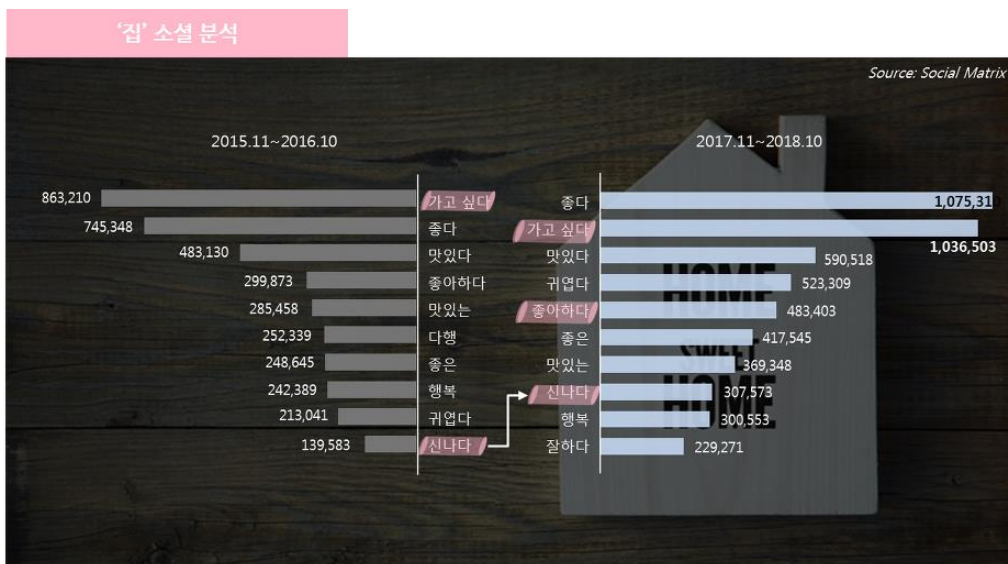 ‘집’ 소셜 분석
Source: Social Matrix
2015.11~2016.10
863,210 가고 싶다
745,348 좋다
483,130 맛있다
299,873 좋아하다
285,458 맛있는
252,339 다행
248,645 좋은
242,389 행복
213,041 귀엽다
139,583 신나다
2017.11~2018.10
좋다 1,075,310
가고 싶다 1,036,503
맛있다 590,518
귀엽다 523,309
좋아하다 483,403
좋은 417,545
맛있는 369,348
신나다 307,573
행복 300,553
잘하다 229,271
HOME
SWEET
HOME